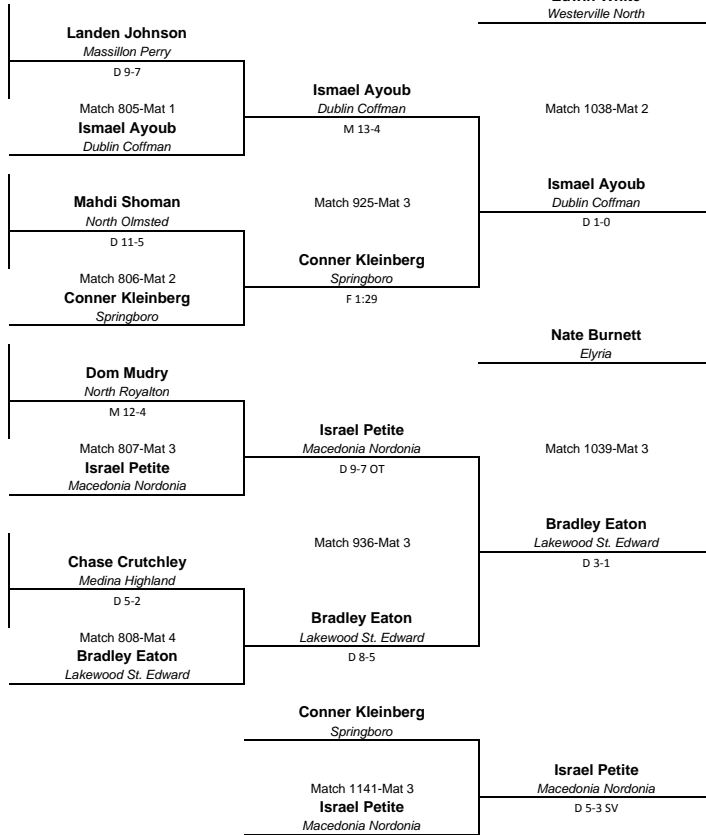 Westerville North
Landen Johnson
Massillon Perry
D 9-7
Match 805-Mat 1
Ismael Ayoub
Dublin Coffman
Ismael Ayoub
Dublin Coffman
M 13-4
Match 1038-Mat 2
Mahdi Shoman
North Olmsted
D 11-5
Match 806-Mat 2
Conner Kleinberg
Springboro
Match 925-Mat 3
Conner Kleinberg
Springboro
F 1:29
Ismael Ayoub
Dublin Coffman
D 1-0
Nate Burnett
Elyria
Dom Mudry
North Royalton
M 12-4
Match 807-Mat 3
Israel Petite
Macedonia Nordonia
Israel Petite
Macedonia Nordonia
D 9-7 OT
Match 1039-Mat 3
Chase Crutchley
Medina Highland
D 5-2
Match 808-Mat 4
Bradley Eaton
Lakewood St. Edward
Match 936-Mat 3
Bradley Eaton
Lakewood St. Edward
D 8-5
Bradley Eaton
Lakewood St. Edward
D 3-1
Conner Kleinberg
Springboro
Match 1141-Mat 3
Israel Petite
Macedonia Nordonia
Israel Petite
Macedonia Nordonia
D 5-3 SV